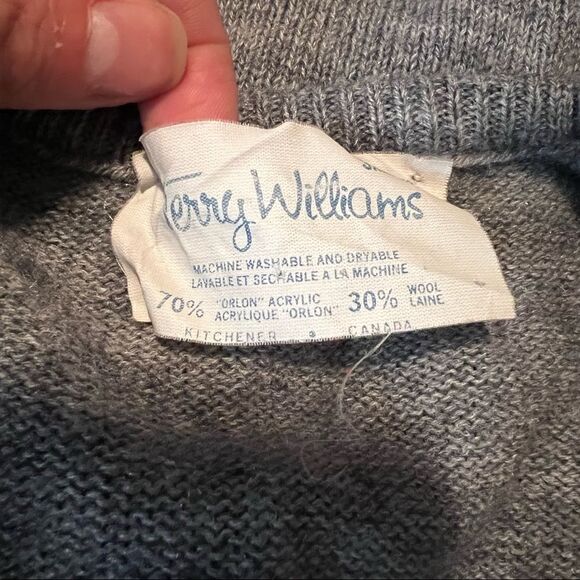 Terry Williams
MACHINE WASHABLE AND DRYABLE
LAVABLE ET SECHABLE A LA MACHINE
70% "ORLON" ACRYLIC 30% WOOL
ACRYLIQUE "ORLON" LAINE
KITCHENER CANADA